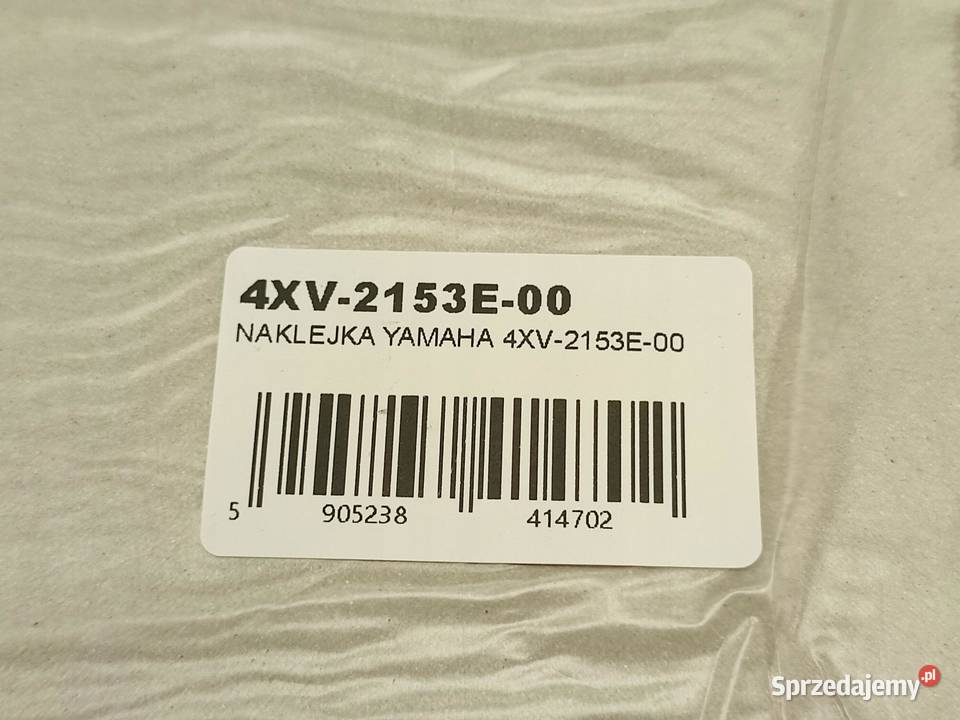 4XV-2153E-00
NAKLEJKA YAMAHA 4XV-2153E-00
5 905238 414702
Sprzedajemy.pl